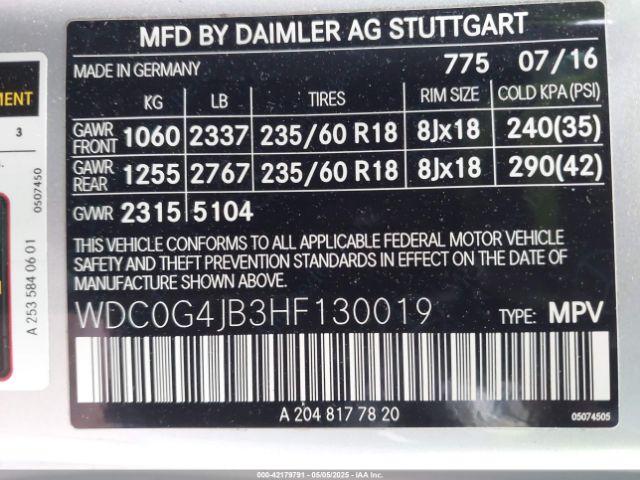 MFD BY DAIMLER AG STUTTGART
MADE IN GERMANY 775 07/16
KG LB TIRES RIM SIZE COLD KPA(PSI)
GAWR FRONT 1060 2337 235/60 R18 8Jx18 240(35)
GAWR REAR 1255 2767 235/60 R18 8Jx18 290(42)
GVWR 2315 5104
THIS VEHICLE CONFORMS TO ALL APPLICABLE FEDERAL MOTOR VEHICLE
SAFETY AND THEFT PREVENTION STANDARDS IN EFFECT ON THE DATE OF
MANUFACTURE SHOWN ABOVE.
WDC0G4JB3HF130019 TYPE: MPV
A 204 817 78 20
05074505
3
0507450
A 253 584 06 01
000-42179791 - 05/05/2025 - IAAI, Inc.